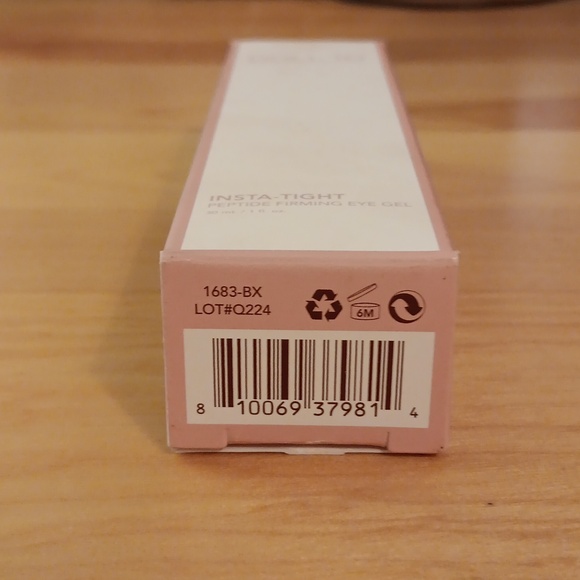 INSTA-TIGHT
PEPTIDE FIRMING EYE GEL
1683-BX
LOT#Q224
6M
8 10069 37981 4